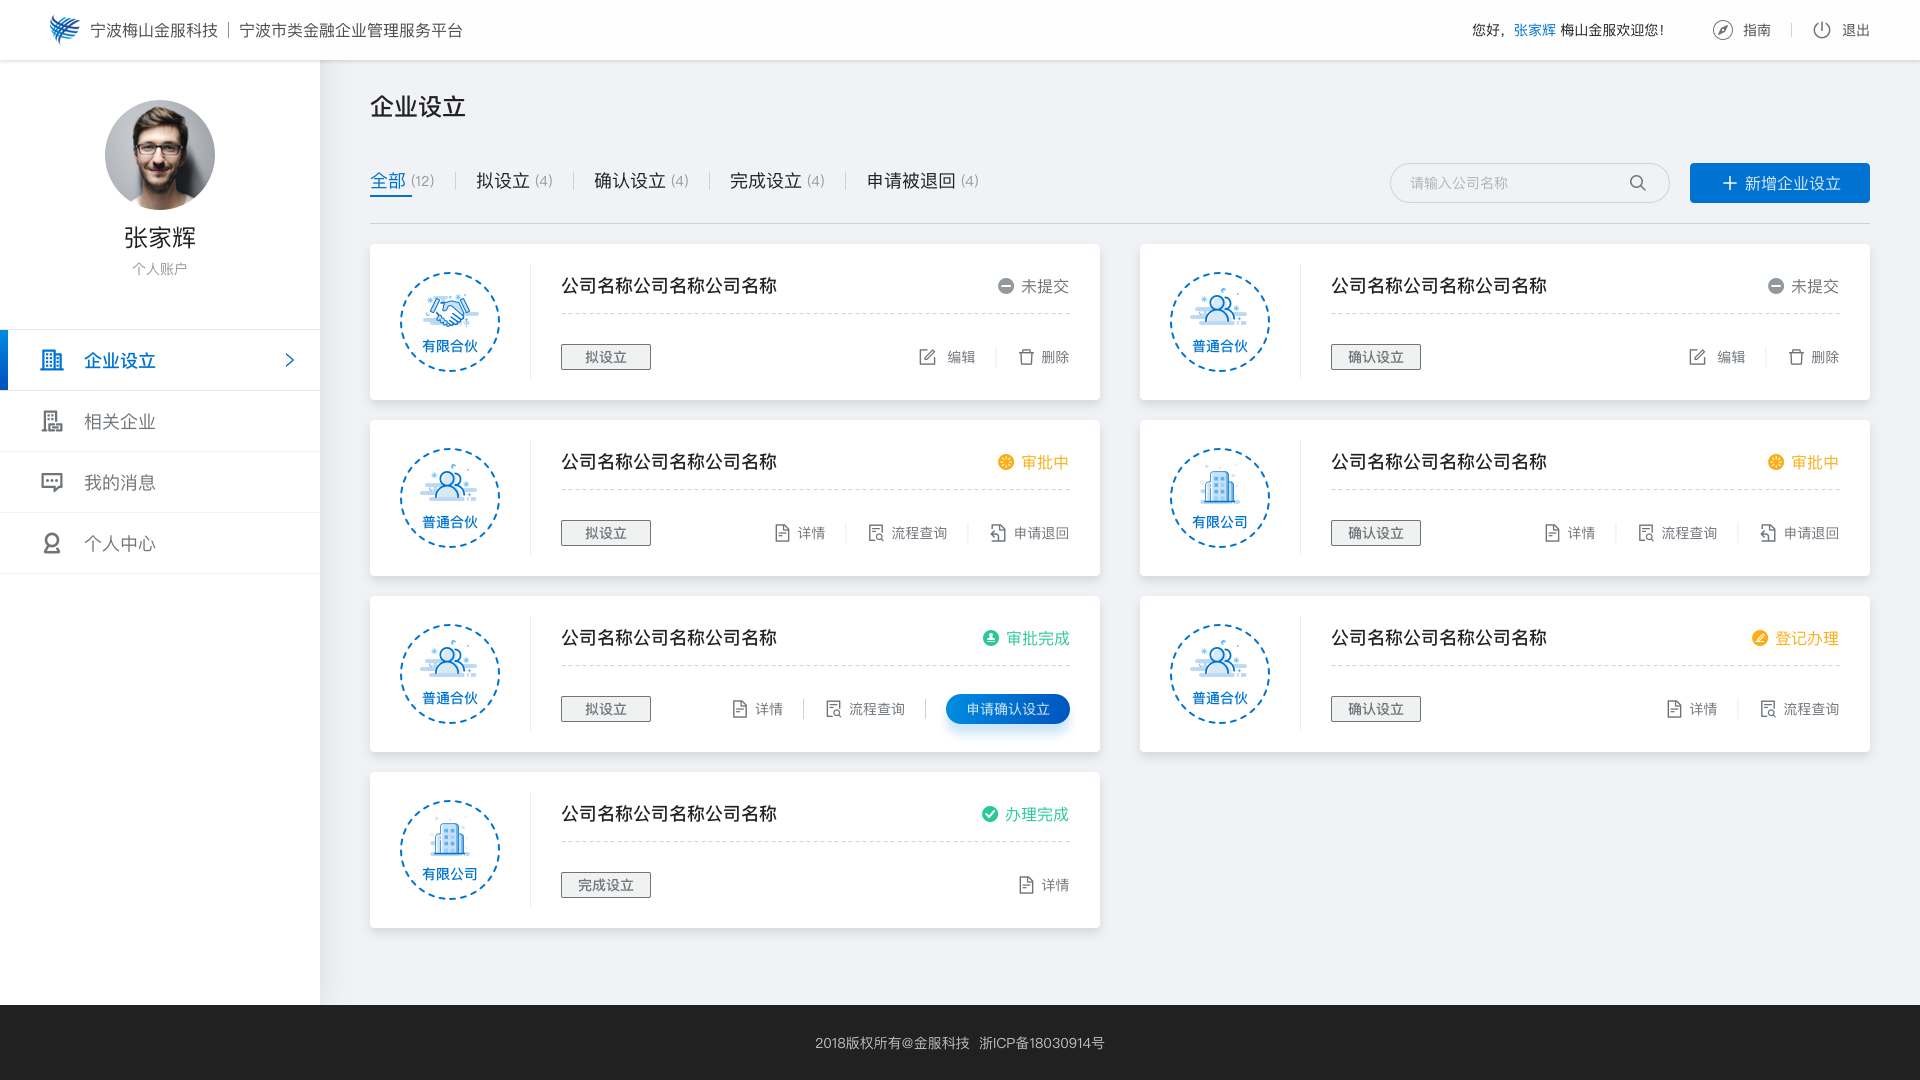 宁波梅山金服科技 | 宁波市类金融企业管理服务平台
您好，张家辉 梅山金服欢迎您！
指南
退出
张家辉
个人账户
企业设立
相关企业
我的消息
个人中心
企业设立
全部 (12)
拟设立 (4)
确认设立 (4)
完成设立 (4)
申请被退回 (4)
请输入公司名称
新增企业设立
有限合伙
公司名称公司名称公司名称
未提交
拟设立
编辑
删除
普通合伙
公司名称公司名称公司名称
未提交
确认设立
编辑
删除
普通合伙
公司名称公司名称公司名称
审批中
拟设立
详情
流程查询
申请退回
有限公司
公司名称公司名称公司名称
审批中
确认设立
详情
流程查询
申请退回
普通合伙
公司名称公司名称公司名称
审批完成
拟设立
详情
流程查询
申请确认设立
普通合伙
公司名称公司名称公司名称
登记办理
确认设立
详情
流程查询
有限公司
公司名称公司名称公司名称
办理完成
完成设立
详情
2018版权所有@金服科技 浙ICP备18030914号